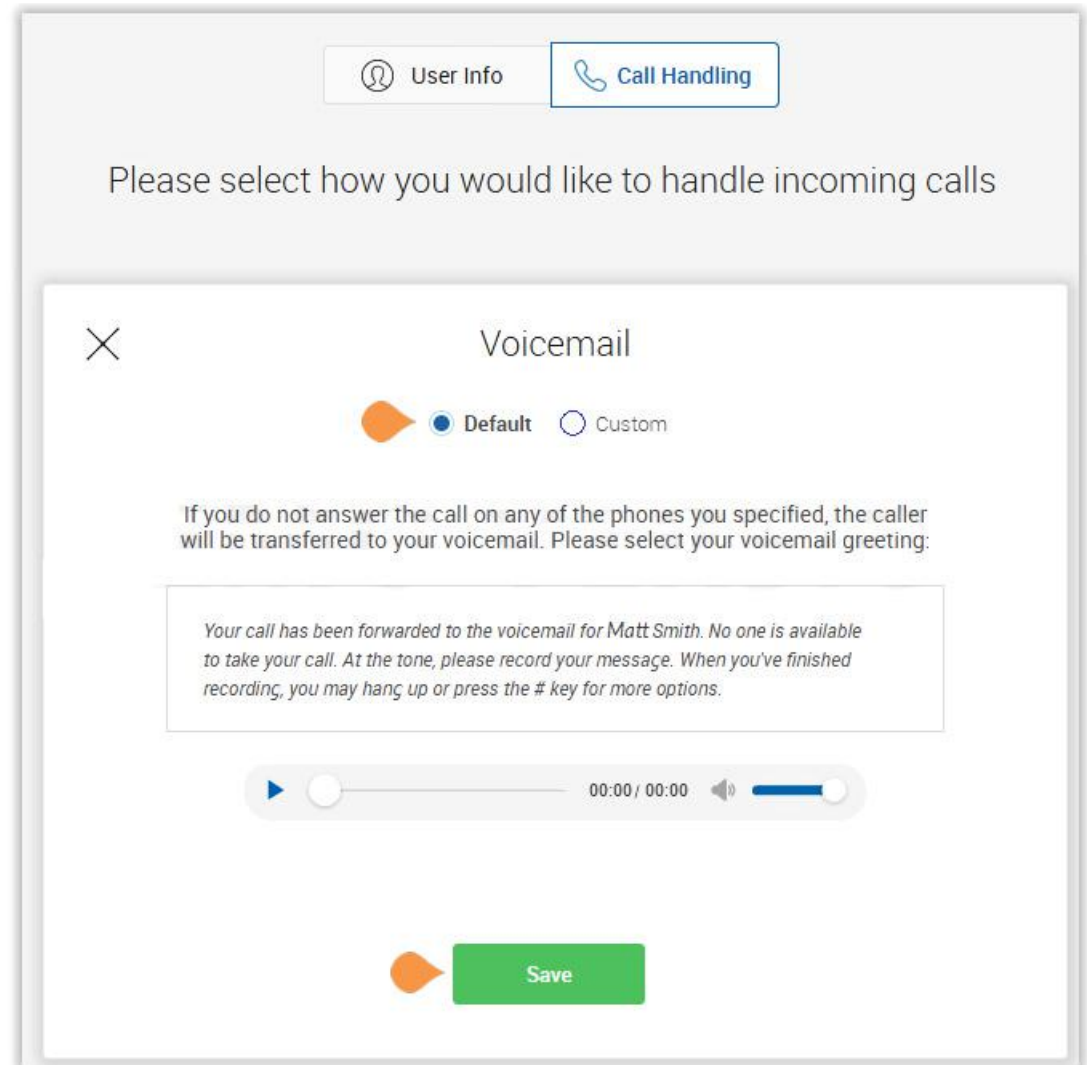 User Info
Call Handling
Please select how you would like to handle incoming calls
Voicemail
Default
Custom
If you do not answer the call on any of the phones you specified, the caller
will be transferred to your voicemail. Please select your voicemail greeting:
Your call has been forwarded to the voicemail for Matt Smith. No one is available
to take your call. At the tone, please record your message. When you've finished
recording, you may hang up or press the # key for more options.
00:00 / 00:00
Save